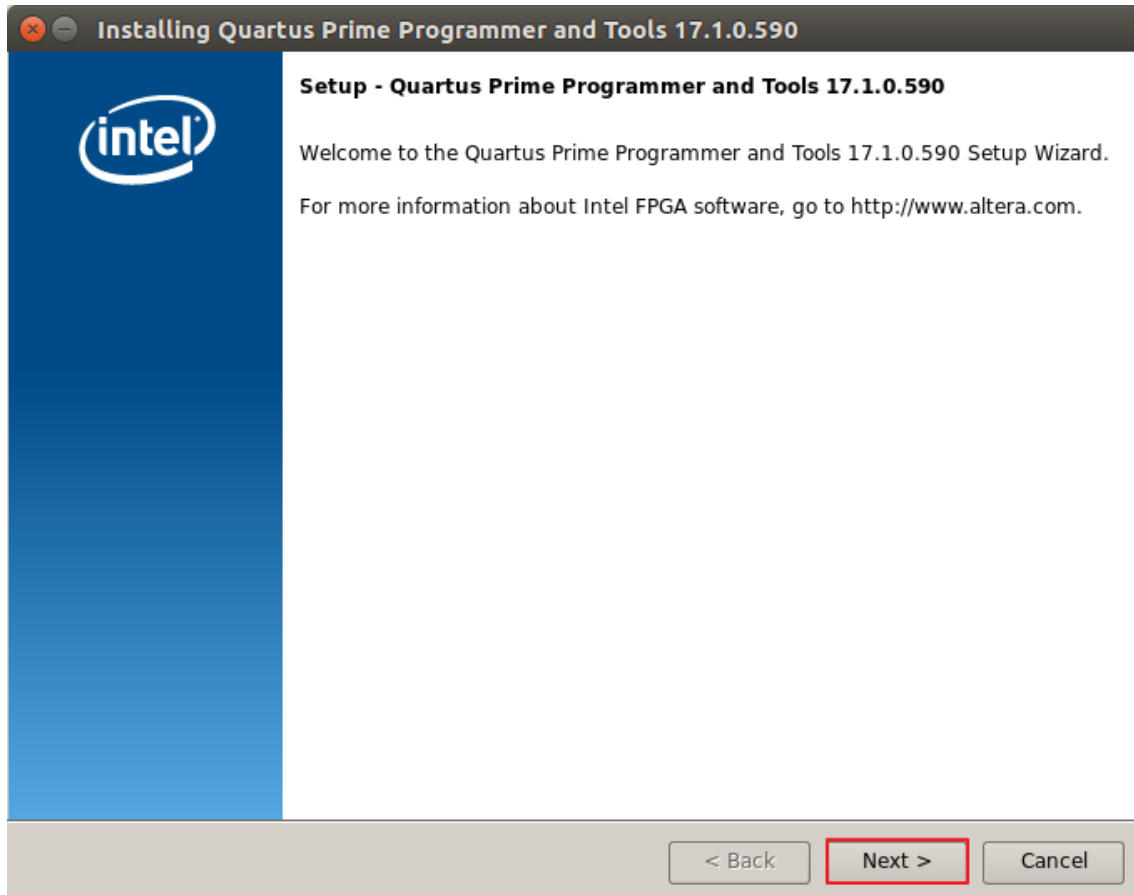 Installing Quartus Prime Programmer and Tools 17.1.0.590
intel
Setup - Quartus Prime Programmer and Tools 17.1.0.590
Welcome to the Quartus Prime Programmer and Tools 17.1.0.590 Setup Wizard.
For more information about Intel FPGA software, go to http://www.altera.com.
< Back Next > Cancel